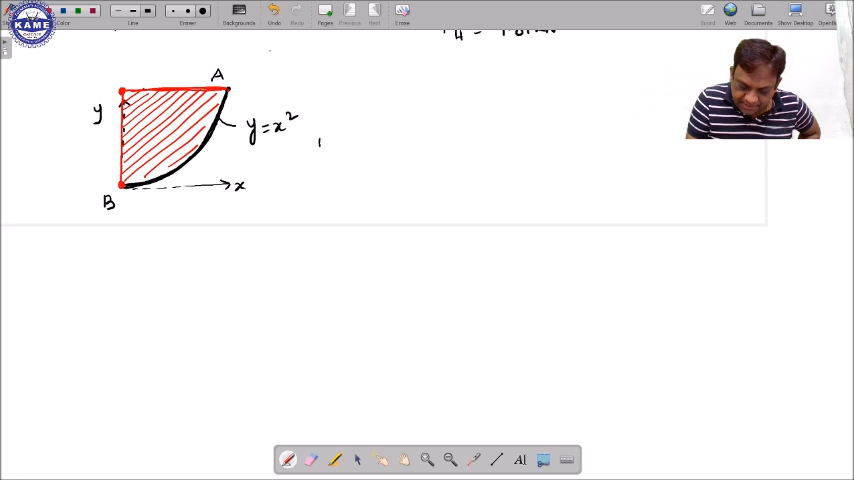 Color
Line
Eraser
Backgrounds
Undo
Redo
Pages
Previous
Next
Erase
Board
Web
Documents
Show Desktop
KAME
A
y
y = x²
x
B